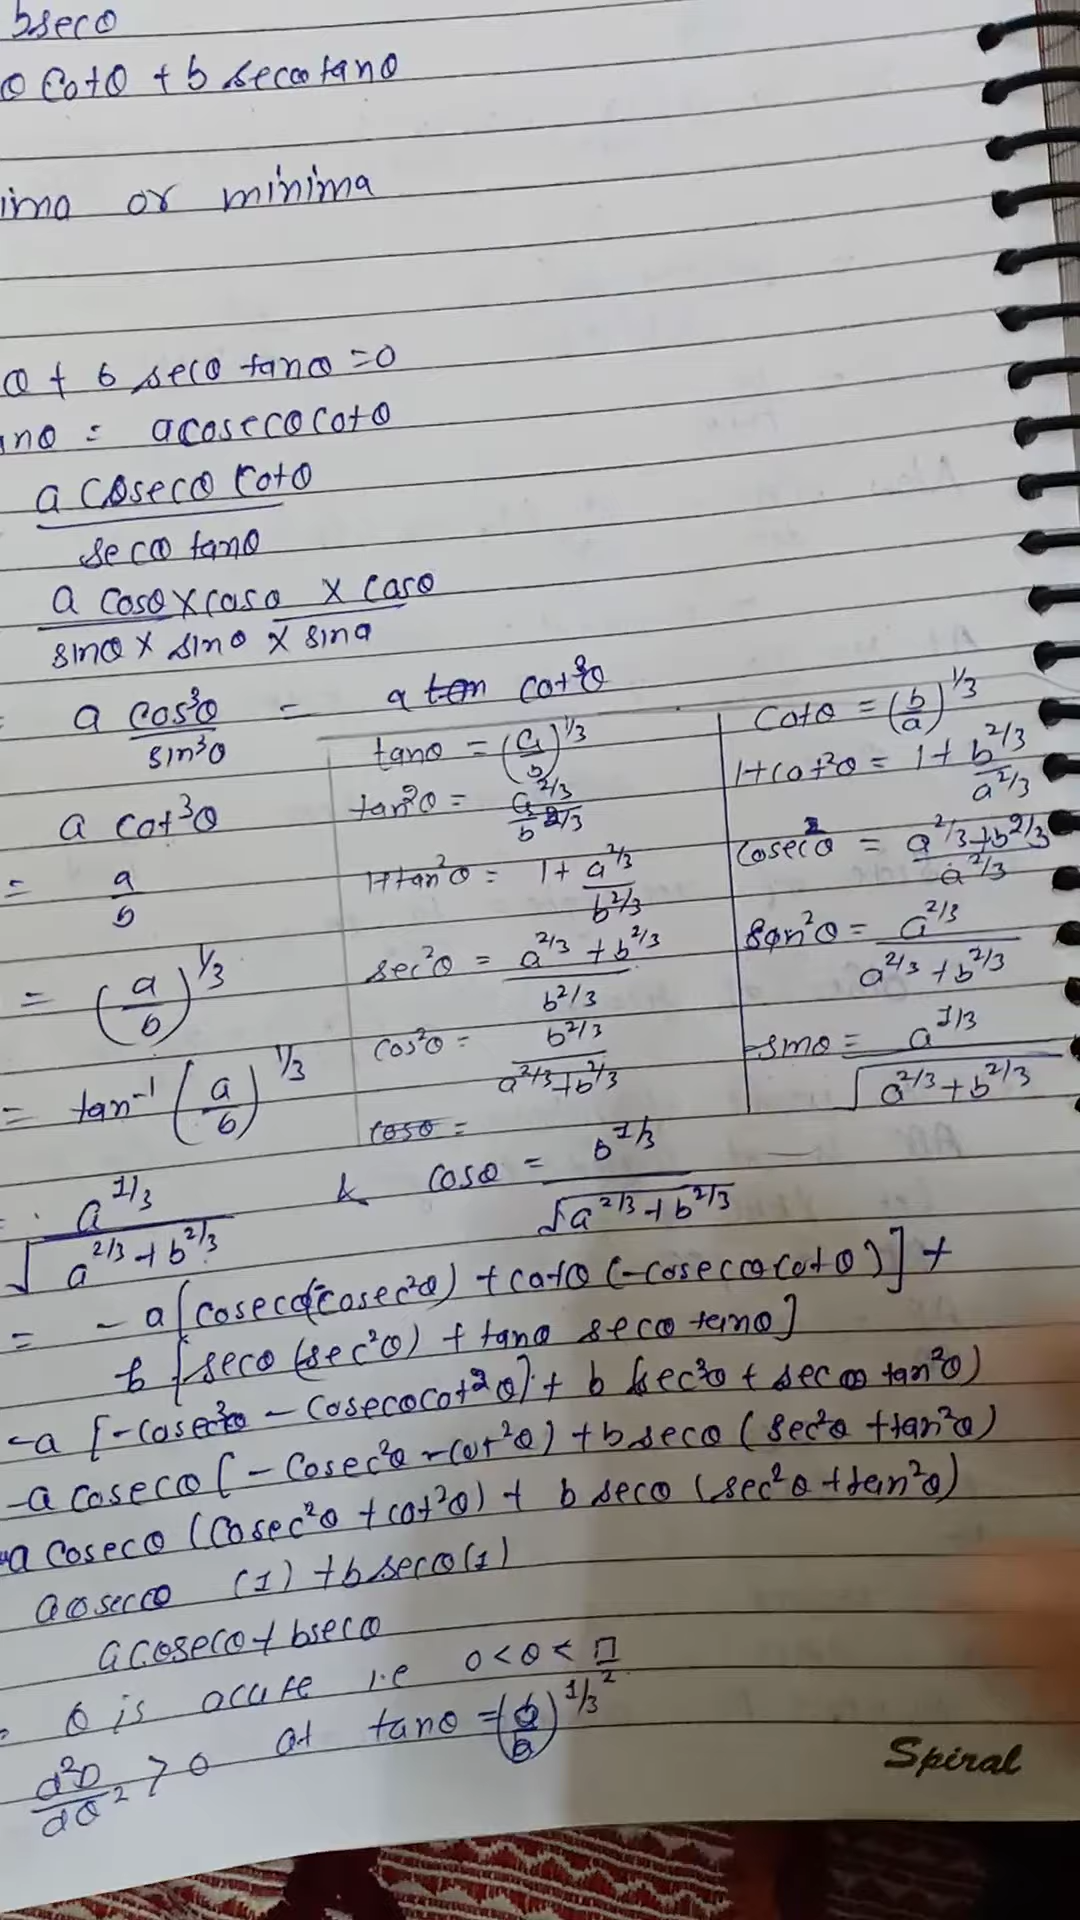 bsecθ
θ cotθ + b secθ tanθ
ima or minima
θ + b secθ tanθ = 0
nθ = a cosecθ cotθ
a cosecθ cotθ / secθ tanθ
a cosθ × cosθ × cosθ / sinθ × sinθ × sinθ
= a cos³θ / sin³θ = a cot³θ
a cot³θ
= a/b
= (a/b)^1/3
= tan⁻¹ (a/b)^1/3
tanθ = (a/b)^1/3
tan²θ = a^2/3 / b^2/3
1+tan²θ = 1 + a^2/3 / b^2/3
sec²θ = a^2/3 + b^2/3 / b^2/3
cos²θ = b^2/3 / a^2/3 + b^2/3
cosθ =
cotθ = (b/a)^1/3
1+cot²θ = 1 + b^2/3 / a^2/3
cosec²θ = a^2/3 + b^2/3 / a^2/3
sin²θ = a^2/3 / a^2/3 + b^2/3
sinθ = a^1/3 / √a^2/3 + b^2/3
a^1/3 / √a^2/3 + b^2/3 & cosθ = b^1/3 / √a^2/3 + b^2/3
= - a [cosecθ(-cosec²θ) + cotθ (-cosecθ cotθ)] +
b [secθ (sec²θ) + tanθ secθ tanθ]
-a [-cosec³θ - cosecθ cot²θ] + b (sec³θ + secθ tan²θ)
-a cosecθ (-cosec²θ - cot²θ) + b secθ (sec²θ + tan²θ)
a cosecθ (cosec²θ + cot²θ) + b secθ (sec²θ + tan²θ)
a cosecθ (1) + b secθ (1)
a cosecθ + b secθ
θ is acute i.e 0 < θ < π/2
d²D/dθ² > 0 at tanθ =
Spiral